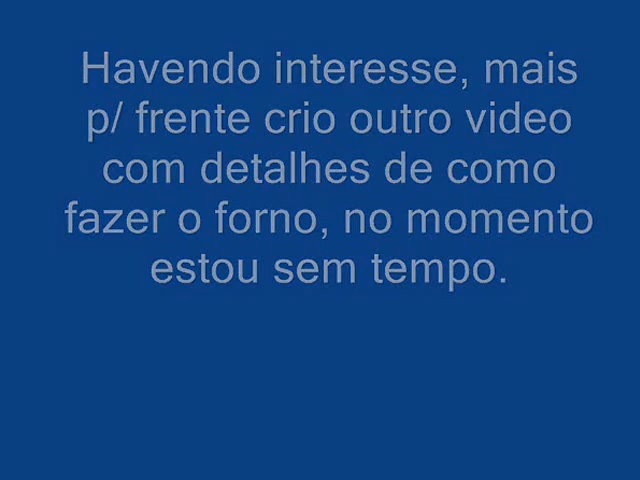 Havendo interesse, mais
p/ frente crio outro video
com detalhes de como
fazer o forno, no momento
estou sem tempo.